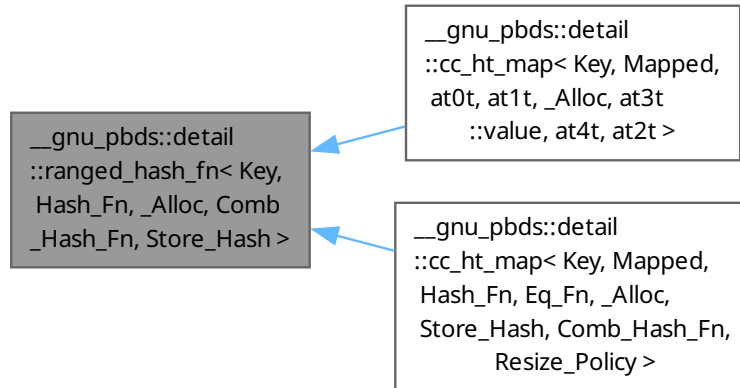 __gnu_pbds::detail
::ranged_hash_fn< Key,
Hash_Fn, _Alloc, Comb
_Hash_Fn, Store_Hash >
__gnu_pbds::detail
::cc_ht_map< Key, Mapped,
at0t, at1t, _Alloc, at3t
::value, at4t, at2t >
__gnu_pbds::detail
::cc_ht_map< Key, Mapped,
Hash_Fn, Eq_Fn, _Alloc,
Store_Hash, Comb_Hash_Fn,
Resize_Policy >